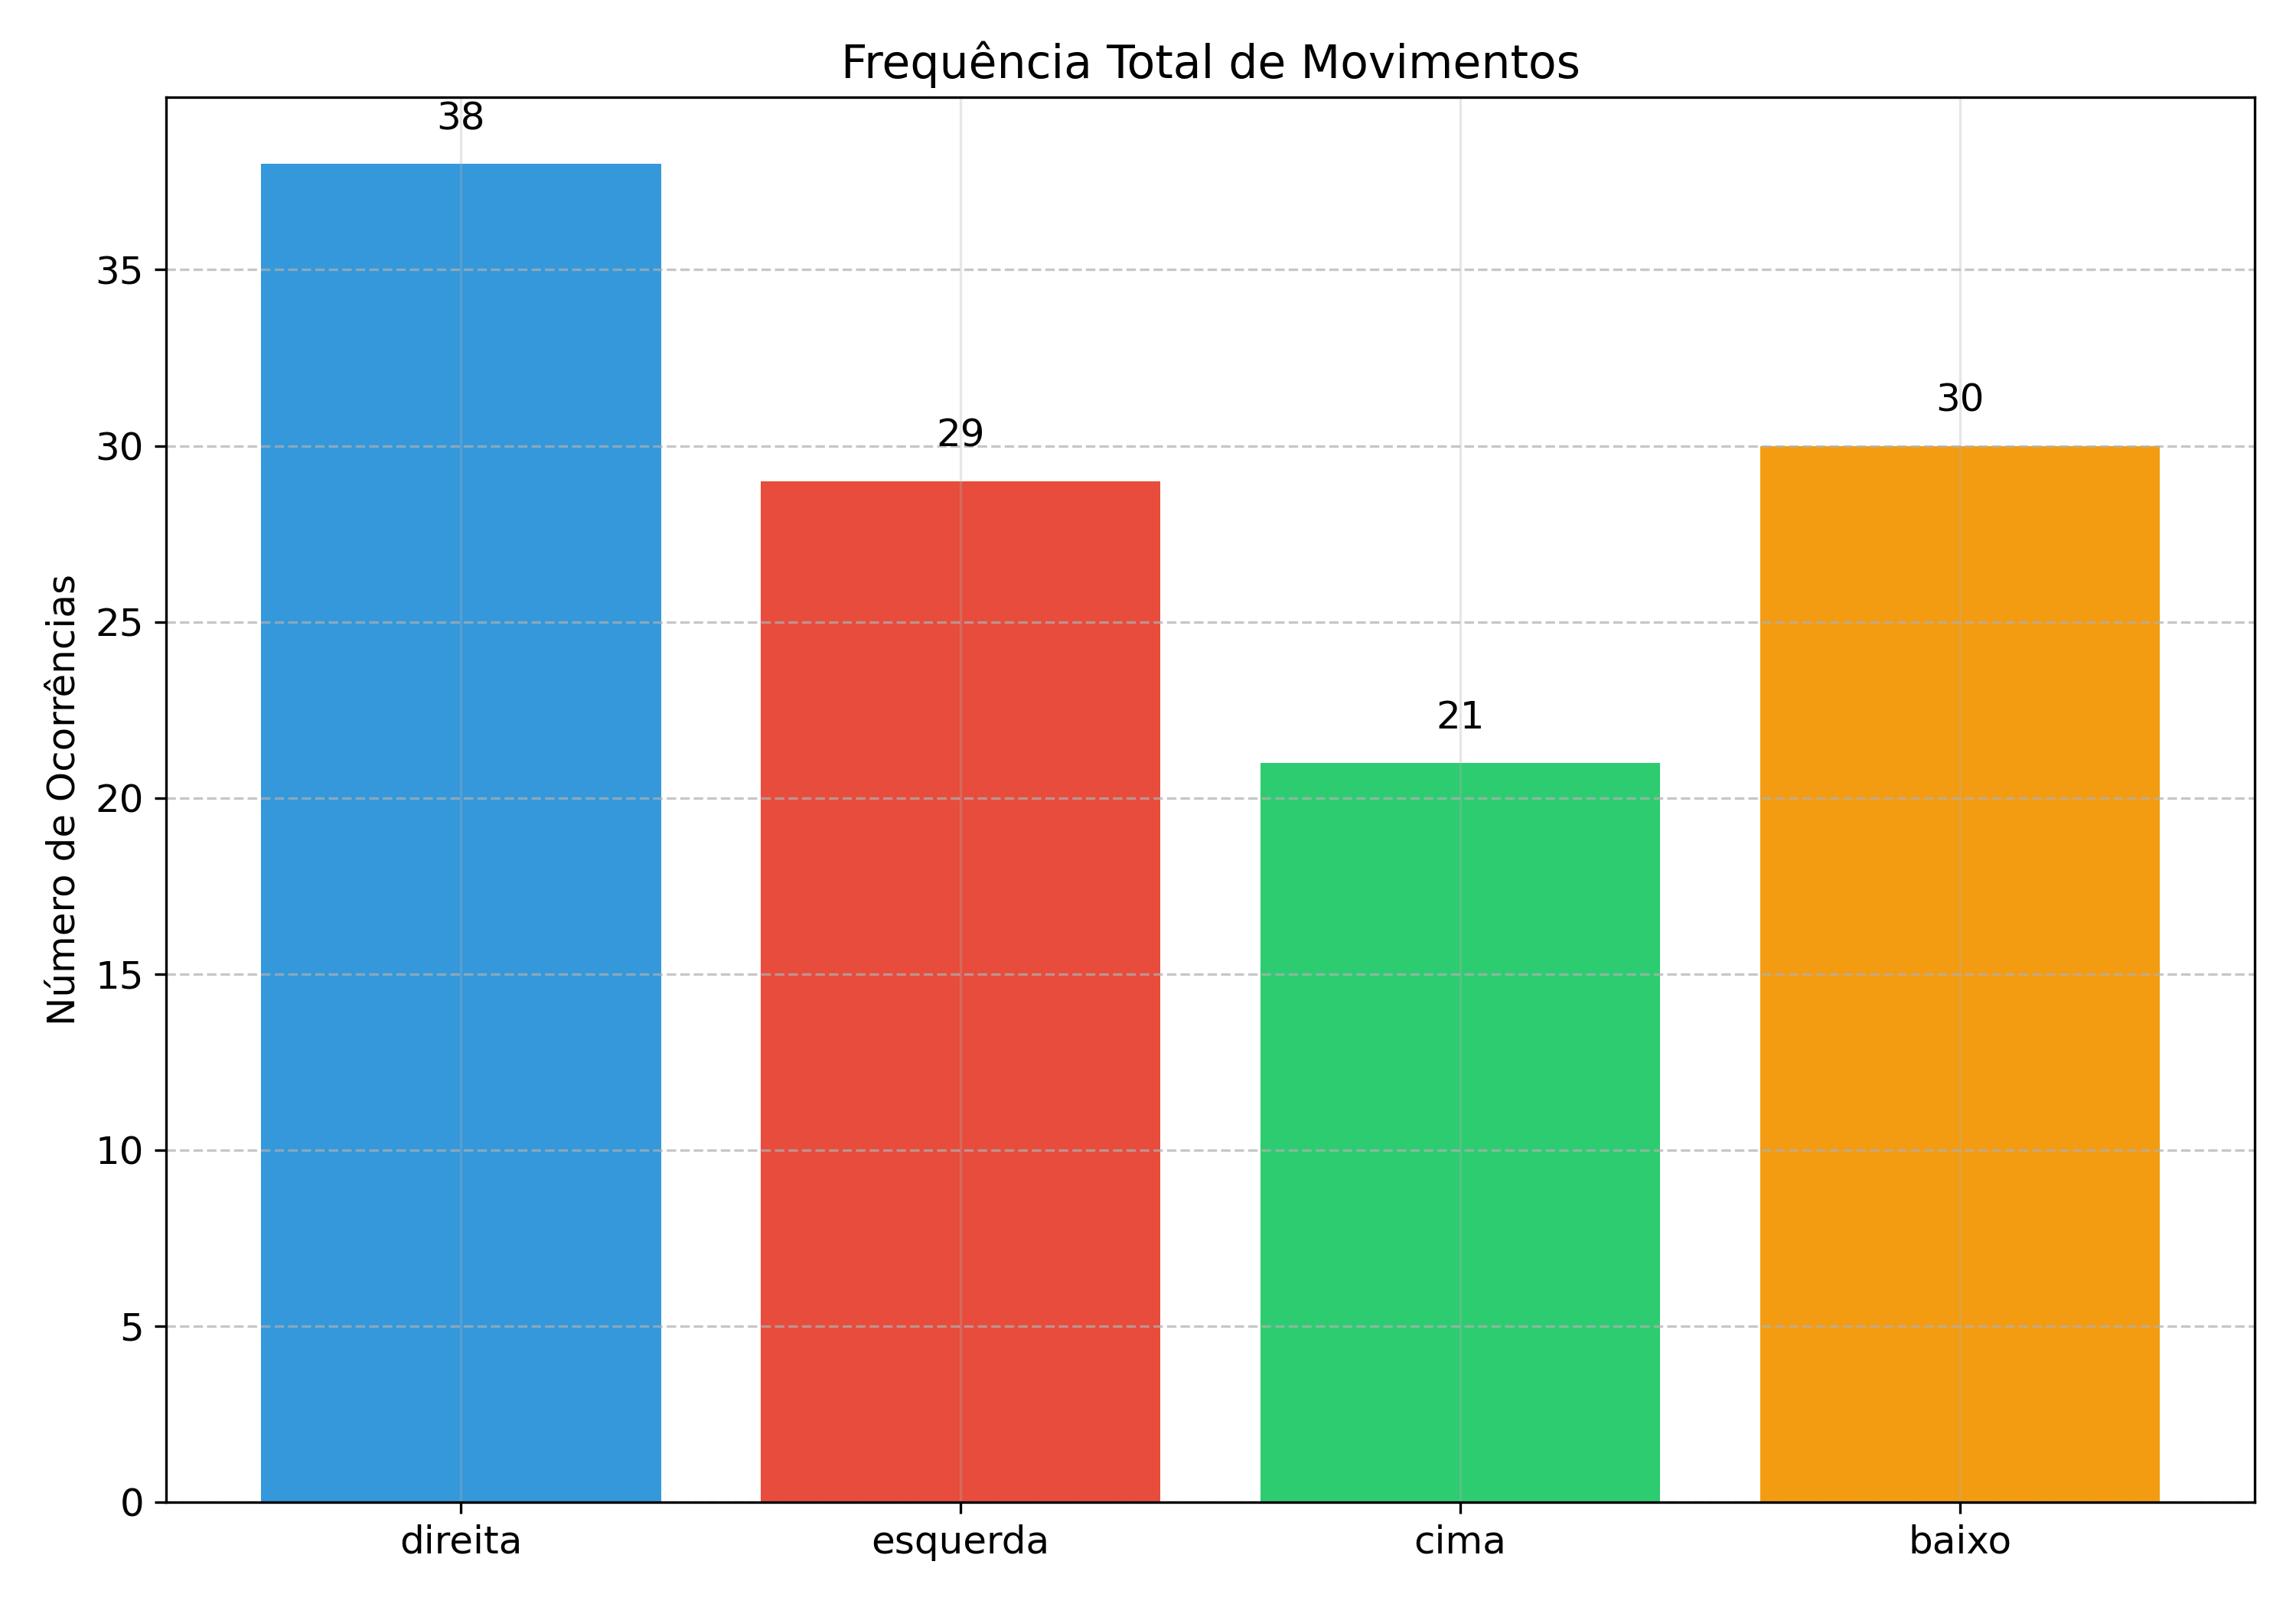 Frequência Total de Movimentos
Número de Ocorrências
35
30
25
20
15
10
5
0
38
29
21
30
direita
esquerda
cima
baixo